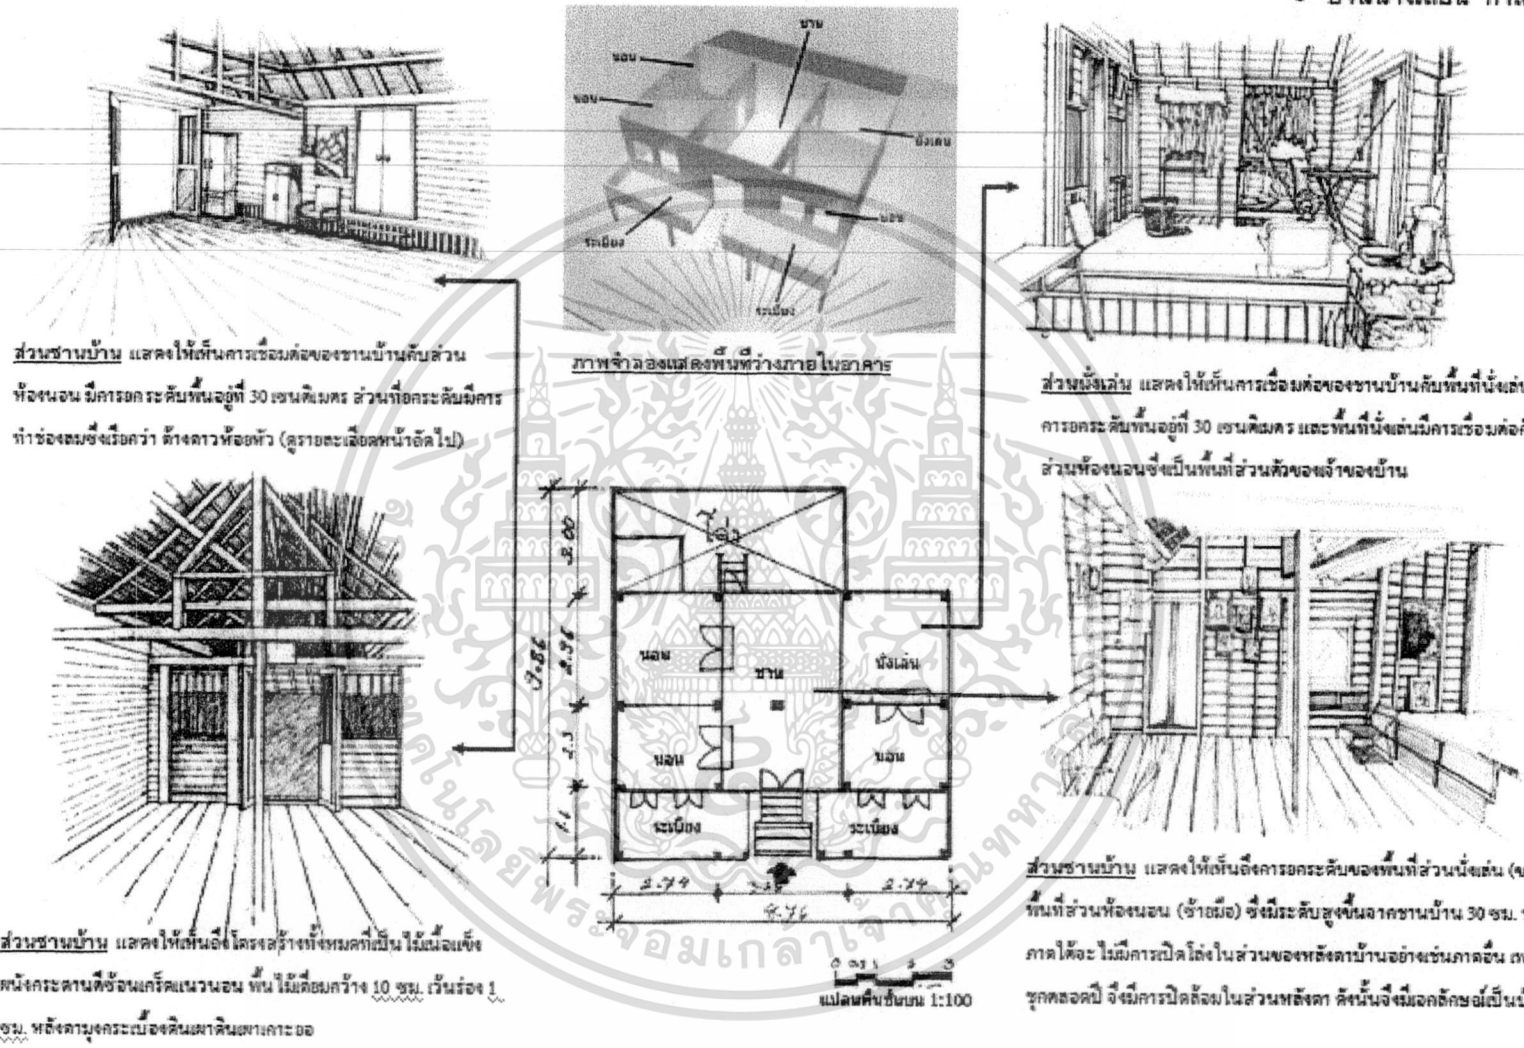 ชาน
นอน
นอน
นั่งเล่น
นอน
ระเบียง
ระเบียง
ภาพจำลองแสดงพื้นที่ว่างภายในอาคาร
ส่วนชานบ้าน แสดงให้เห็นการเชื่อมต่อของชานบ้านกับส่วน
ห้องนอน มีการยกระดับพื้นอยู่ที่ 30 เซนติเมตร ส่วนที่ยกระดับมีการ
ทำช่องลมซึ่งเรียกว่า ค้างคาวห้อยหัว (ดูรายละเอียดหน้าถัดไป)
ส่วนนั่งเล่น แสดงให้เห็นการเชื่อมต่อของชานบ้านกับพื้นที่นั่งเล่น
การยกระดับพื้นอยู่ที่ 30 เซนติเมตร และพื้นที่นั่งเล่นมีการเชื่อมต่อ
ส่วนห้องนอนซึ่งเป็นพื้นที่ส่วนตัวของเจ้าของบ้าน
โล่ง
2.00
9.86
2.3
1.1
นอน
ชาน
นั่งเล่น
นอน
นอน
ระเบียง
ระเบียง
2.74
2.74
แปลนพื้นชั้นบน 1:100
ส่วนชานบ้าน แสดงให้เห็นถึงโครงสร้างทั้งหมดที่เป็นไม้เนื้อแข็ง
ผนังกระดานตีซ้อนเกร็ดแนวนอน พื้นไม้เตียมกว้าง 10 ซม. เว้นร่อง 1
ซม. หลังคามุงกระเบื้องดินเผาดินเผาเกาะยอ
ส่วนชานบ้าน แสดงให้เห็นถึงการยกระดับของพื้นที่ส่วนนั่งเล่น
พื้นที่ส่วนห้องนอน (ซ้ายมือ) ซึ่งมีระดับสูงขึ้นจากชานบ้าน 30 ซม.
ภาคใต้จะไม่มีการเปิดโล่งในส่วนของหลังคาบ้านอย่างเช่นภาคอื่น
ชุกตลอดปี จึงมีการปิดล้อมในส่วนหลังคา ดังนั้นจึงมีเอกลักษณ์เป็น